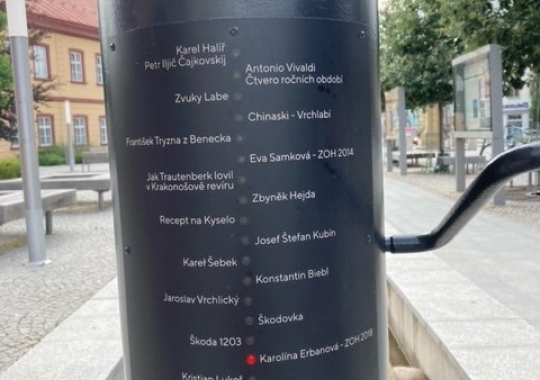 Karel Halíř
Petr Iljič Čajkovskij
Antonio Vivaldi
Čtvero ročních období
Zvuky Labe
Chinaski - Vrchlabí
František Tryzna z Benecka
Eva Samková - ZOH 2014
Jak Trautenberk lovil
v Krakonošově revíru
Zbyněk Hejda
Recept na Kyselo
Josef Štefan Kubín
Karel Šebek
Konstantin Biebl
Jaroslav Vrchlický
Škodovka
Škoda 1203
Karolína Erbanová - ZOH 2018
Kristian Lukeš